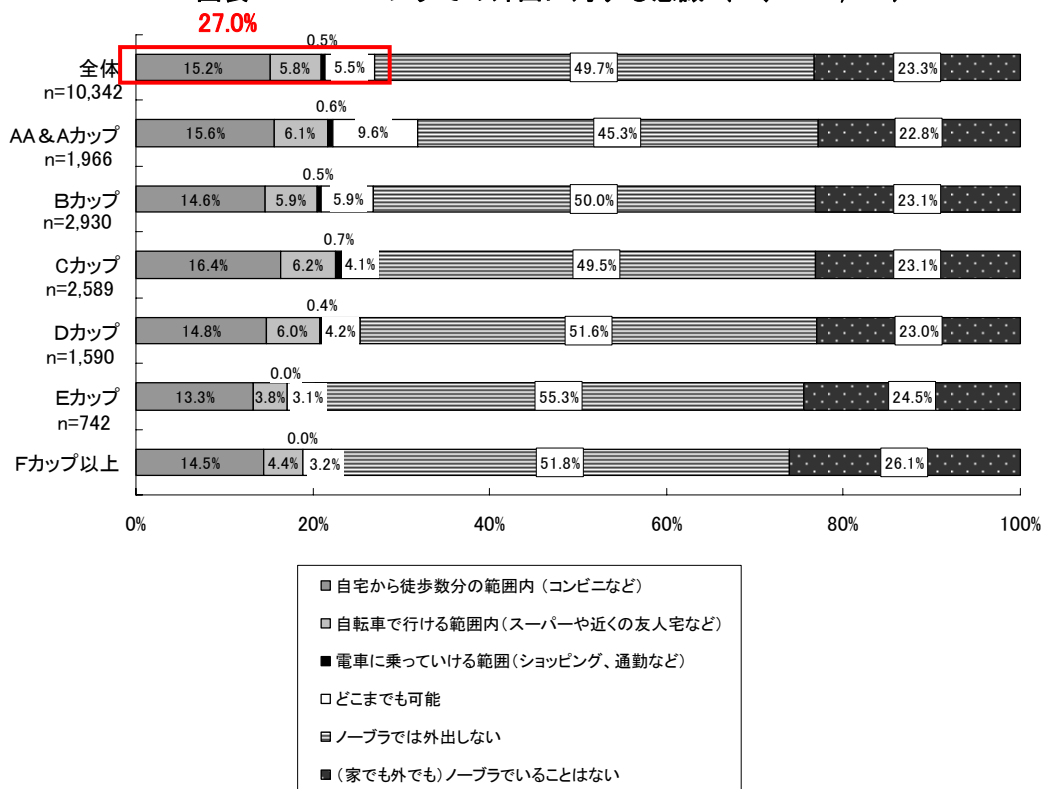 27.0%
0.5%
全体 15.2% 5.8% 5.5% 49.7% 23.3%
n=10,342
0.6%
AA&Aカップ 15.6% 6.1% 9.6% 45.3% 22.8%
n=1,966
0.5%
Bカップ 14.6% 5.9% 5.9% 50.0% 23.1%
n=2,930
0.7%
Cカップ 16.4% 6.2% 4.1% 49.5% 23.1%
n=2,589
0.4%
Dカップ 14.8% 6.0% 4.2% 51.6% 23.0%
n=1,590
0.0%
Eカップ 13.3% 3.8% 3.1% 55.3% 24.5%
n=742
0.0%
Fカップ以上 14.5% 4.4% 3.2% 51.8% 26.1%
0% 20% 40% 60% 80% 100%
自宅から徒歩数分の範囲内（コンビニなど）
自転車で行ける範囲内（スーパーや近くの友人宅など）
電車に乗っていける範囲（ショッピング、通勤など）
どこまでも可能
ノーブラでは外出しない
（家でも外でも）ノーブラでいることはない